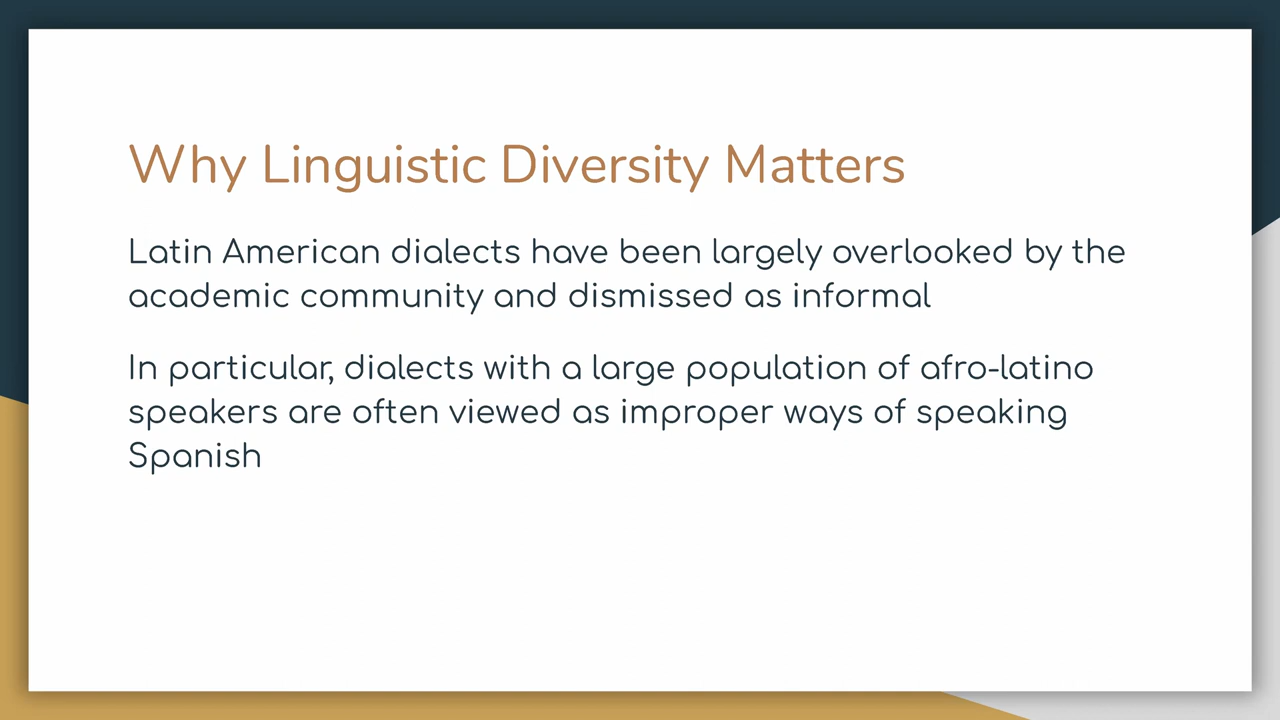 Why Linguistic Diversity Matters
Latin American dialects have been largely overlooked by the
academic community and dismissed as informal
In particular, dialects with a large population of afro-latino
speakers are often viewed as improper ways of speaking
Spanish